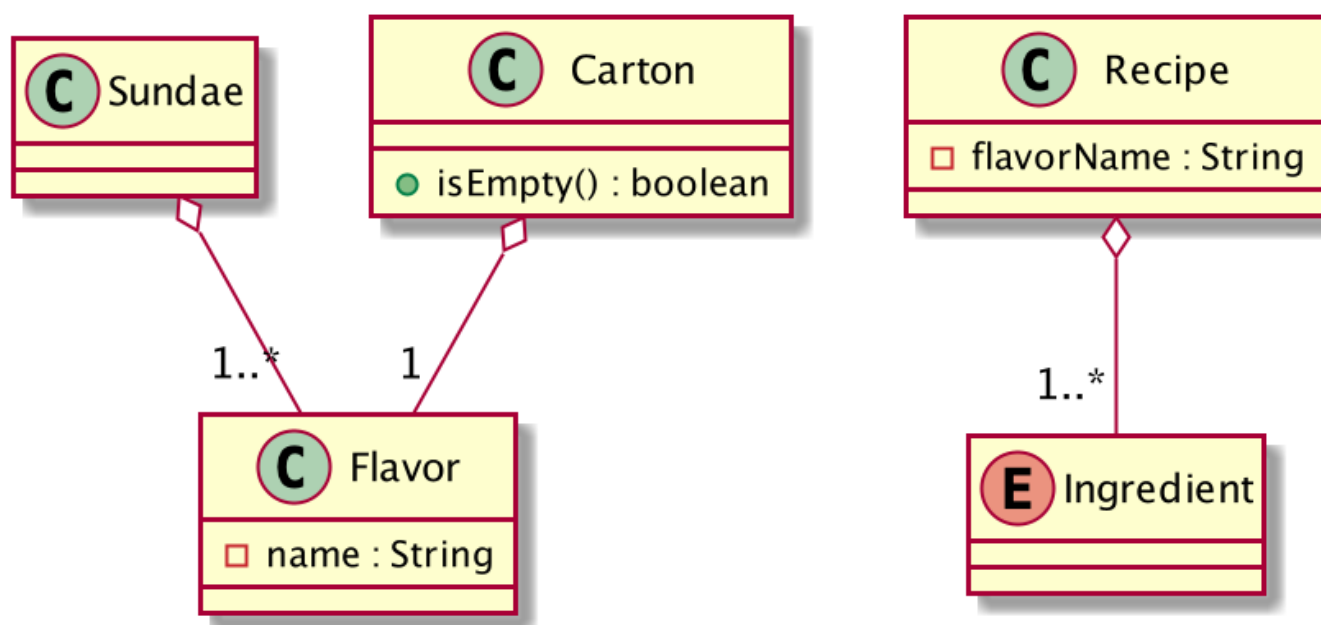 C Sundae
C Carton
isEmpty() : boolean
C Recipe
flavorName : String
1..*
1
1..*
C Flavor
name : String
E Ingredient